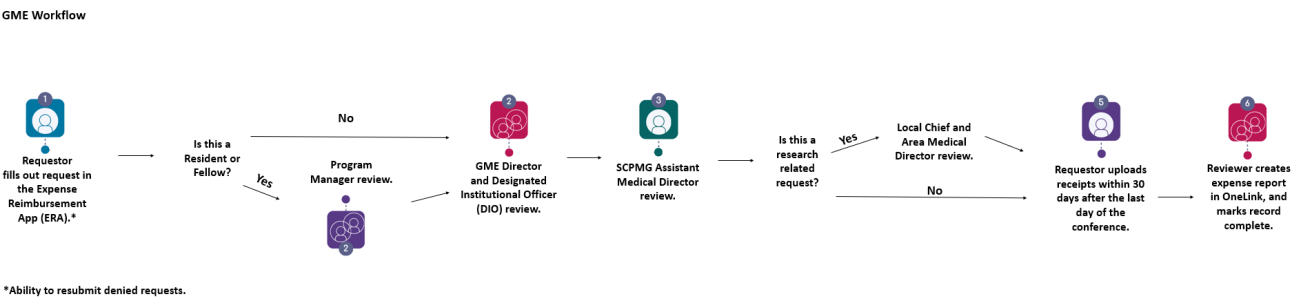 GME Workflow
1
Requestor
fills out request in
the Expense
Reimbursement
App (ERA).*
Is this a
Resident or
Fellow?
No
Yes
Program
Manager review.
2
2
GME Director
and Designated
Institutional Officer
(DIO) review.
3
SCPMG Assistant
Medical Director
review.
Is this a
research
related
request?
Yes
Local Chief and
Area Medical
Director review.
No
5
Requestor uploads
receipts within 30
days after the last
day of the
conference.
6
Reviewer creates
expense report
in OneLink, and
marks record
complete.
*Ability to resubmit denied requests.